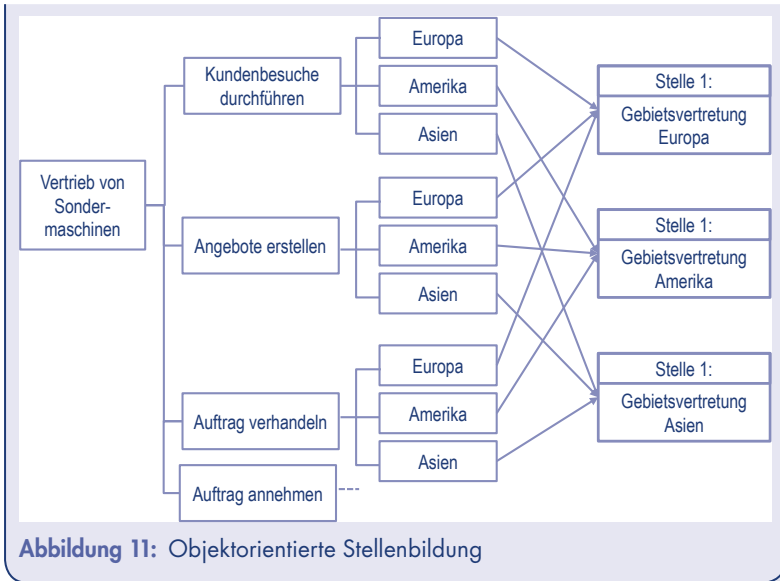 Vertrieb von
Sonder-
maschinen
Kundenbesuche
durchführen
Europa
Amerika
Asien
Angebote erstellen
Europa
Amerika
Asien
Auftrag verhandeln
Europa
Amerika
Asien
Auftrag annehmen
Stelle 1:
Gebietsvertretung
Europa
Stelle 1:
Gebietsvertretung
Amerika
Stelle 1:
Gebietsvertretung
Asien
Abbildung 11: Objektorientierte Stellenbildung